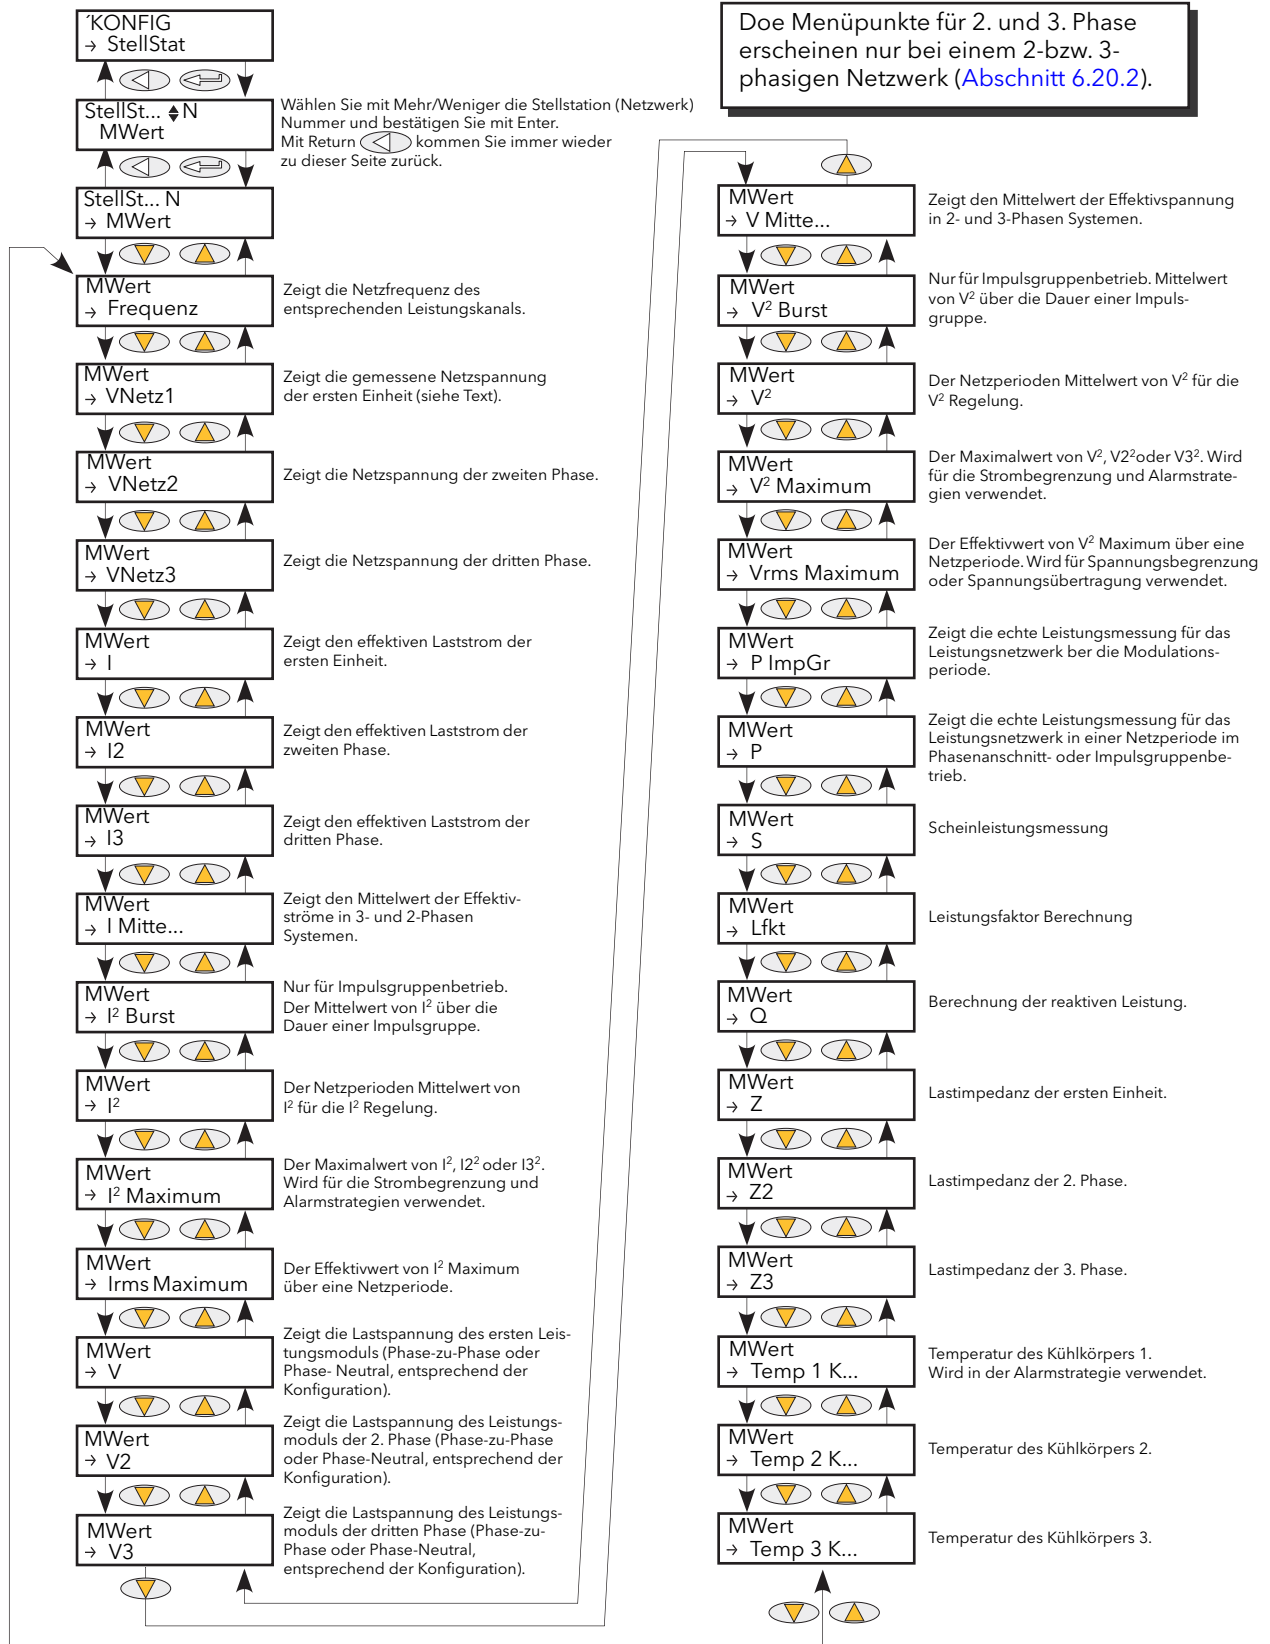 ´KONFIG
→ StellStat
StellSt... N
MWert
Wählen Sie mit Mehr/Weniger die Stellstation (Netzwerk)
Nummer und bestätigen Sie mit Enter.
Mit Return kommen Sie immer wieder
zu dieser Seite zurück.
StellSt... N
→ MWert
MWert
→ Frequenz
Zeigt die Netzfrequenz des
entsprechenden Leistungskanals.
MWert
→ VNetz1
Zeigt die gemessene Netzspannung
der ersten Einheit (siehe Text).
MWert
→ VNetz2
Zeigt die Netzspannung der zweiten Phase.
MWert
→ VNetz3
Zeigt die Netzspannung der dritten Phase.
MWert
→ I
Zeigt den effektiven Laststrom der
ersten Einheit.
MWert
→ I2
Zeigt den effektiven Laststrom der
zweiten Phase.
MWert
→ I3
Zeigt den effektiven Laststrom der
dritten Phase.
MWert
→ I Mitte...
Zeigt den Mittelwert der Effektiv-
ströme in 3- und 2-Phasen
Systemen.
MWert
→ I² Burst
Nur für Impulsgruppenbetrieb.
Der Mittelwert von I² über die
Dauer einer Impulsgruppe.
MWert
→ I²
Der Netzperioden Mittelwert von
I² für die I² Regelung.
MWert
→ I² Maximum
Der Maximalwert von I², I2² oder I3².
Wird für die Strombegrenzung und
Alarmstrategien verwendet.
MWert
→ Irms Maximum
Der Effektivwert von I² Maximum
über eine Netzperiode.
MWert
→ V
Zeigt die Lastspannung des ersten Leis-
tungsmoduls (Phase-zu-Phase oder
Phase- Neutral, entsprechend der
Konfiguration).
MWert
→ V2
Zeigt die Lastspannung des Leistungs-
moduls der 2. Phase (Phase-zu-Phase
oder Phase-Neutral, entsprechend der
Konfiguration).
MWert
→ V3
Zeigt die Lastspannung des Leistungs-
moduls der dritten Phase (Phase-zu-
Phase oder Phase-Neutral,
entsprechend der Konfiguration).
Doe Menüpunkte für 2. und 3. Phase
erscheinen nur bei einem 2-bzw. 3-
phasigen Netzwerk (Abschnitt 6.20.2).
MWert
→ V Mitte...
Zeigt den Mittelwert der Effektivspannung
in 2- und 3-Phasen Systemen.
MWert
→ V² Burst
Nur für Impulsgruppenbetrieb. Mittelwert
von V² über die Dauer einer Impuls-
gruppe.
MWert
→ V²
Der Netzperioden Mittelwert von V² für die
V² Regelung.
MWert
→ V² Maximum
Der Maximalwert von V², V2²oder V3². Wird
für die Strombegrenzung und Alarmstrate-
gien verwendet.
MWert
→ Vrms Maximum
Der Effektivwert von V² Maximum über eine
Netzperiode. Wird für Spannungsbegrenzung
oder Spannungsübertragung verwendet.
MWert
→ P ImpGr
Zeigt die echte Leistungsmessung für das
Leistungsnetzwerk ber die Modulations-
periode.
MWert
→ P
Zeigt die echte Leistungsmessung für das
Leistungsnetzwerk in einer Netzperiode im
Phasenanschnitt- oder Impulsgruppenbe-
trieb.
MWert
→ S
Scheinleistungsmessung
MWert
→ Lfkt
Leistungsfaktor Berechnung
MWert
→ Q
Berechnung der reaktiven Leistung.
MWert
→ Z
Lastimpedanz der ersten Einheit.
MWert
→ Z2
Lastimpedanz der 2. Phase.
MWert
→ Z3
Lastimpedanz der 3. Phase.
MWert
→ Temp 1 K...
Temperatur des Kühlkörpers 1.
Wird in der Alarmstrategie verwendet.
MWert
→ Temp 2 K...
Temperatur des Kühlkörpers 2.
MWert
→ Temp 3 K...
Temperatur des Kühlkörpers 3.